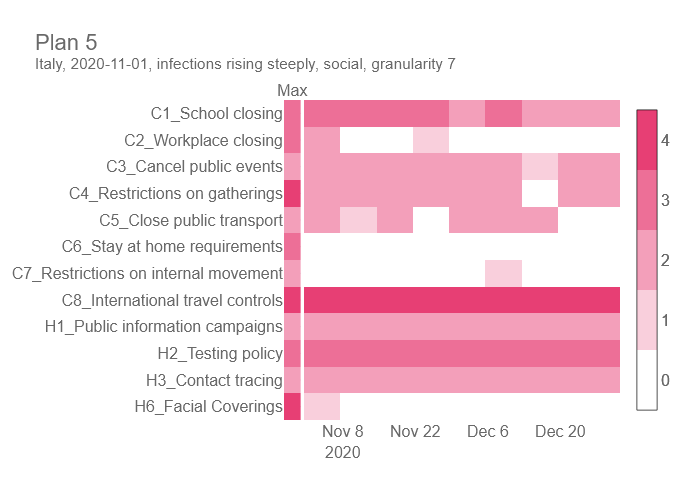 Plan 5
Italy, 2020-11-01, infections rising steeply, social, granularity 7
Max
C1_School closing
C2_Workplace closing
C3_Cancel public events
C4_Restrictions on gatherings
C5_Close public transport
C6_Stay at home requirements
C7_Restrictions on internal movement
C8_International travel controls
H1_Public information campaigns
H2_Testing policy
H3_Contact tracing
H6_Facial Coverings
4
3
2
1
0
Nov 8 Nov 22 Dec 6 Dec 20
2020